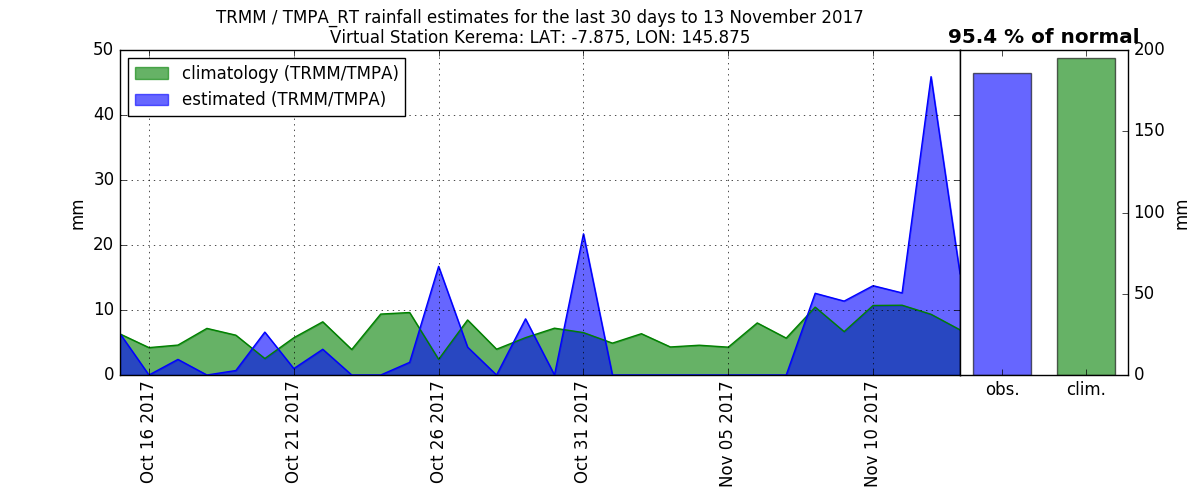 TRMM / TMPA_RT rainfall estimates for the last 30 days to 13 November 2017
Virtual Station Kerema: LAT: -7.875, LON: 145.875
95.4 % of normal
climatology (TRMM/TMPA)
estimated (TRMM/TMPA)
50
40
30
20
10
0
mm
200
150
100
50
0
mm
Oct 16 2017
Oct 21 2017
Oct 26 2017
Oct 31 2017
Nov 05 2017
Nov 10 2017
obs.
clim.